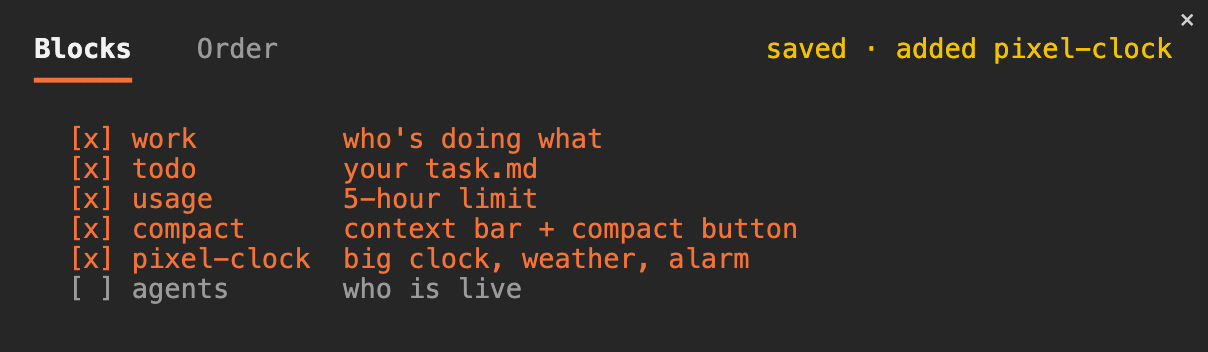 ×
Blocks Order saved · added pixel-clock
[x] work who's doing what
[x] todo your task.md
[x] usage 5-hour limit
[x] compact context bar + compact button
[x] pixel-clock big clock, weather, alarm
[ ] agents who is live